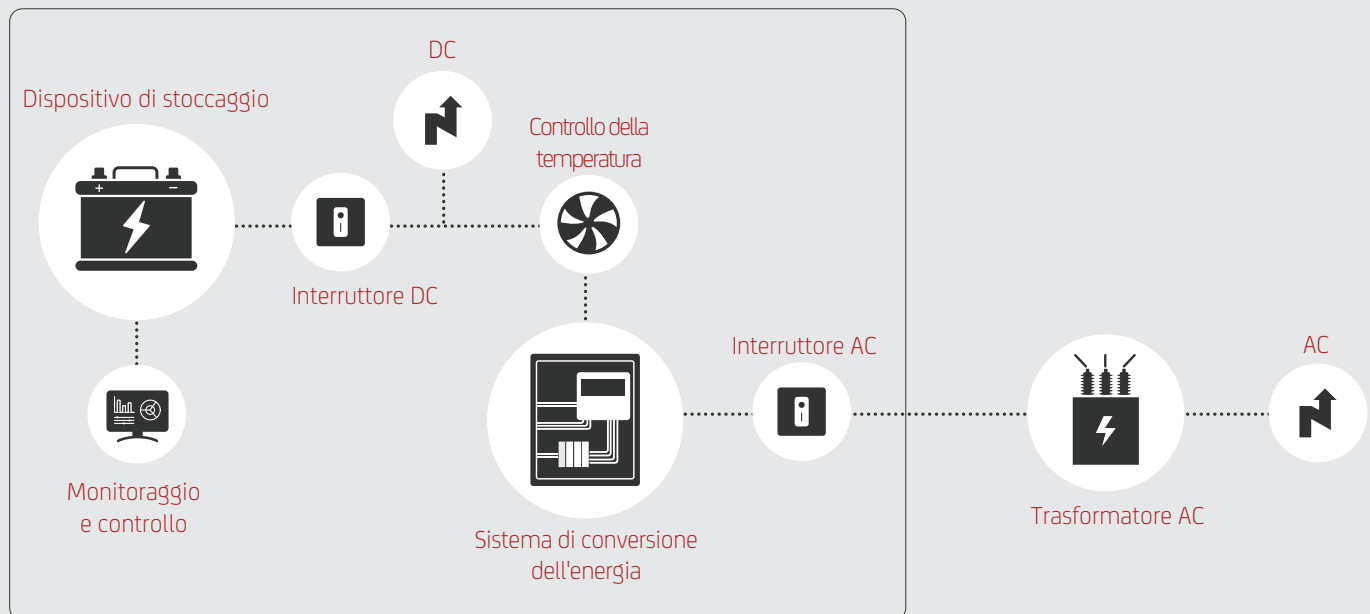 DC
Dispositivo di stoccaggio
Controllo della
temperatura
Interruttore DC
Interruttore AC
AC
Monitoraggio
e controllo
Trasformatore AC
Sistema di conversione
dell'energia